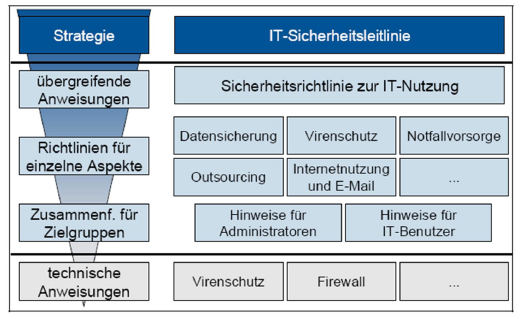 Strategie
IT-Sicherheitsleitlinie
übergreifende
Anweisungen
Sicherheitsrichtlinie zur IT-Nutzung
Richtlinien für
einzelne Aspekte
Datensicherung
Virenschutz
Notfallvorsorge
Outsourcing
Internetnutzung
und E-Mail
...
Zusammenf. für
Zielgruppen
Hinweise für
Administratoren
Hinweise für
IT-Benutzer
technische
Anweisungen
Virenschutz
Firewall
...